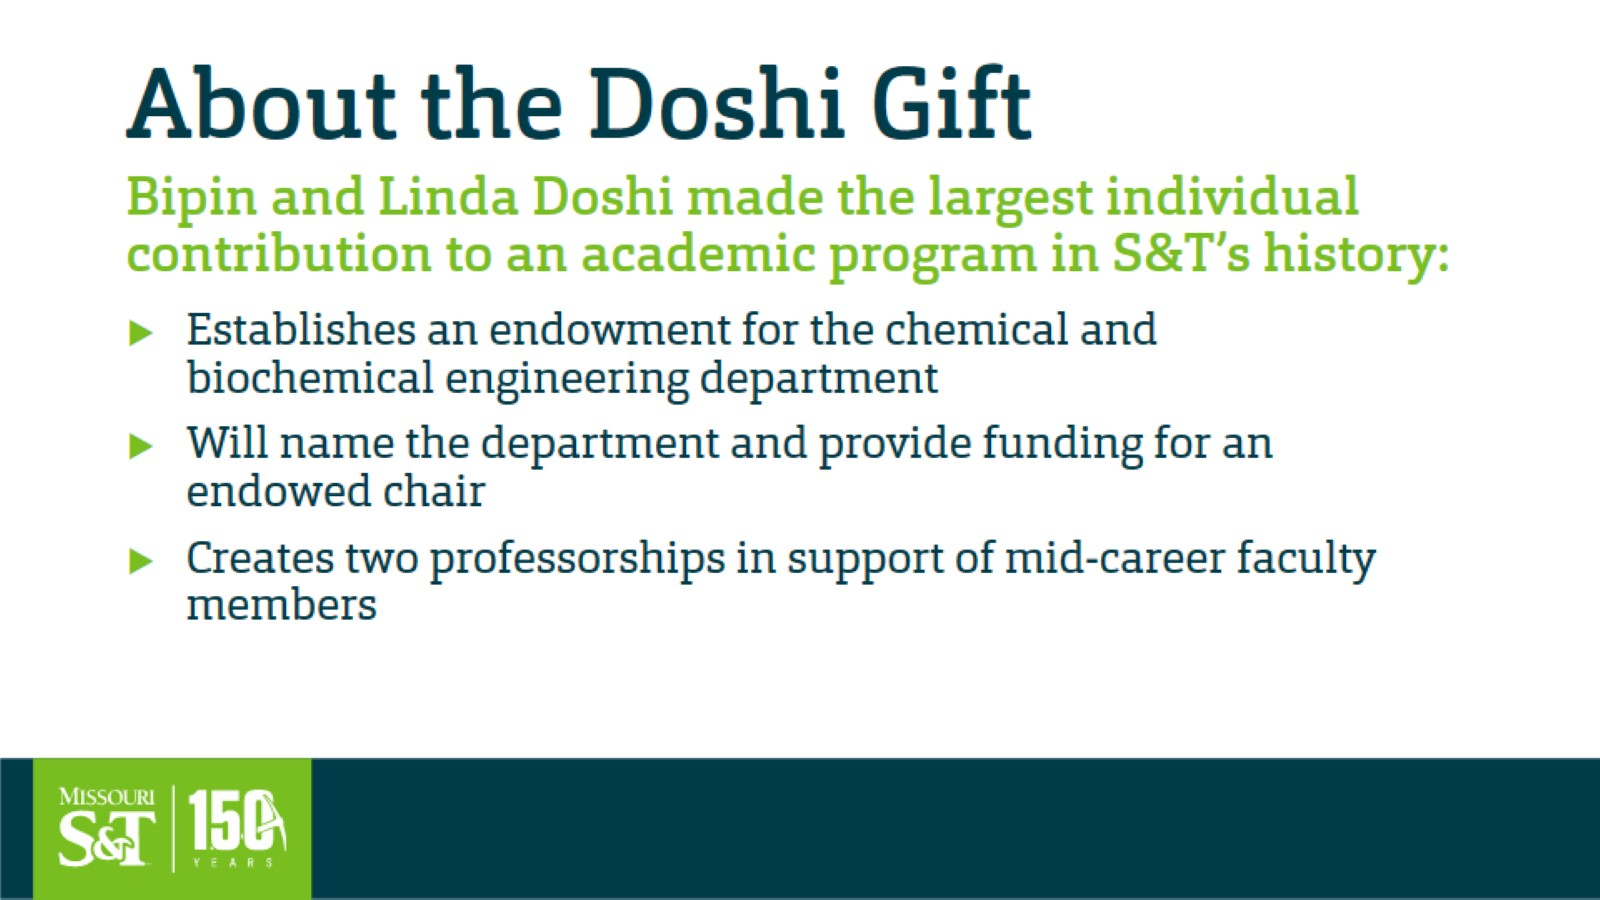 About the Doshi Gift
Bipin and Linda Doshi made the largest individual
contribution to an academic program in S&T’s history:
Establishes an endowment for the chemical and
biochemical engineering department
Will name the department and provide funding for an
endowed chair
Creates two professorships in support of mid-career faculty
members
MISSOURI
S&T
150
YEARS